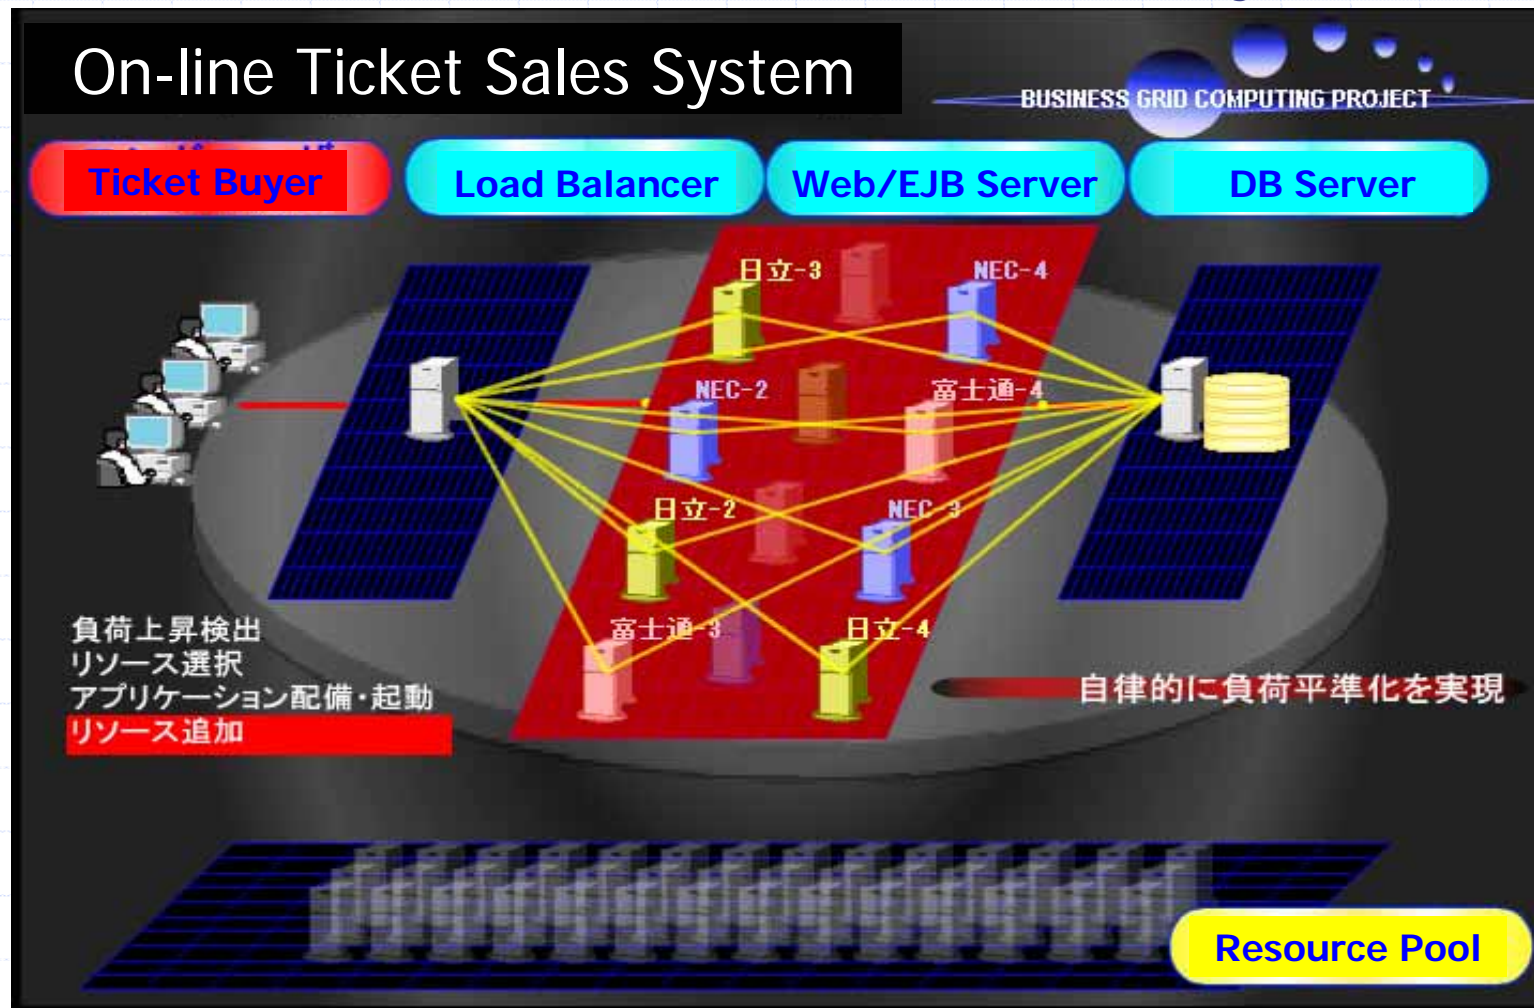 On-line Ticket Sales System
BUSINESS GRID COMPUTING PROJECT
Ticket Buyer
Load Balancer
Web/EJB Server
DB Server
日立-3
NEC-4
NEC-2
富士通-4
日立-2
NEC-3
富士通-3
日立-4
負荷上昇検出
リソース選択
アプリケーション配備・起動
リソース追加
自律的に負荷平準化を実現
Resource Pool